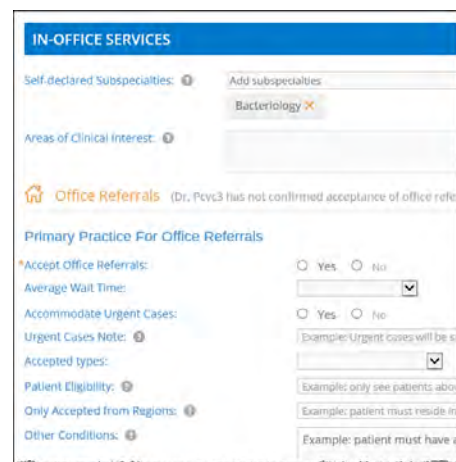 IN-OFFICE SERVICES
Self-declared Subspecialties: Add subspecialties
Bacteriology ×
Areas of Clinical Interest:
Office Referrals (Dr. Pcvc3 has not confirmed acceptance of office refe
Primary Practice For Office Referrals
*Accept Office Referrals: Yes No
Average Wait Time:
Accommodate Urgent Cases: Yes No
Urgent Cases Note: Example: Urgent cases will be s
Accepted types:
Patient Eligibility: Example: only see patients abo
Only Accepted from Regions: Example: patient must reside in
Other Conditions: Example: patient must have a